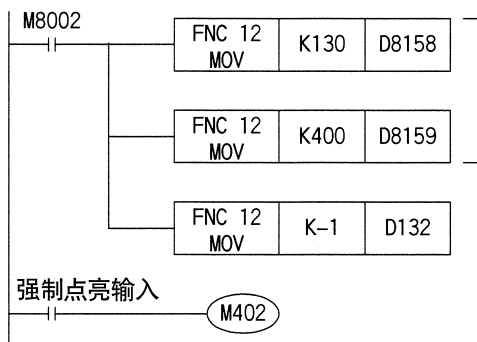 M8002
FNC 12
MOV
K130
D8158
FNC 12
MOV
K400
D8159
FNC 12
MOV
K-1
D132
强制点亮输入
M402